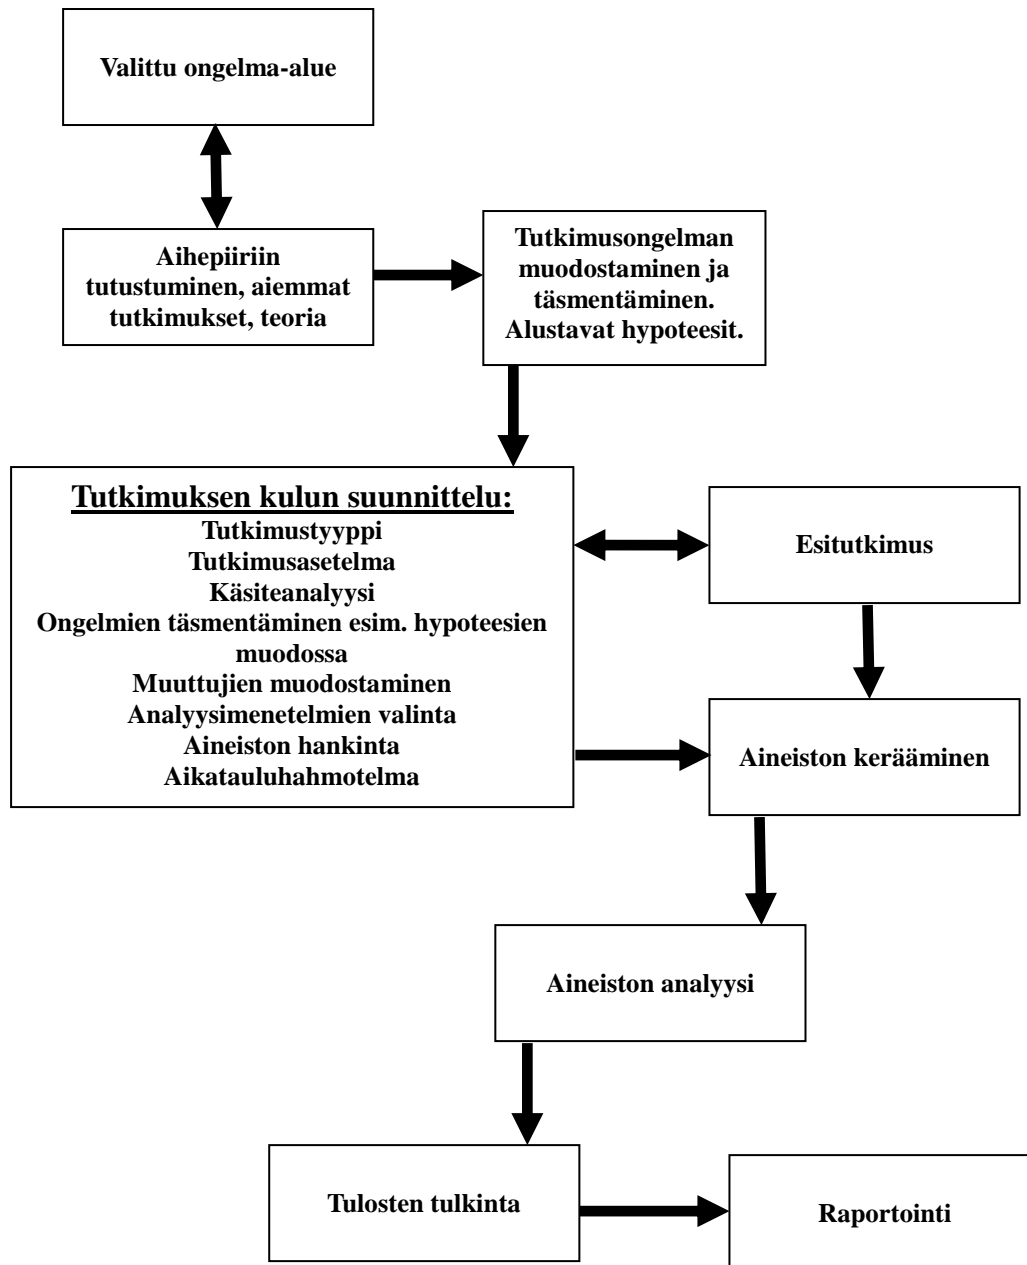 Valittu ongelma-alue
Aihepiiriin
tutustuminen, aiemmat
tutkimukset, teoria
Tutkimusongelman
muodostaminen ja
täsmentäminen.
Alustavat hypoteesit.
Tutkimuksen kulun suunnittelu:
Tutkimustyyppi
Tutkimusasetelma
Käsiteanalyysi
Ongelmien täsmentäminen esim. hypoteesien
muodossa
Muuttujien muodostaminen
Analyysimenetelmien valinta
Aineiston hankinta
Aikatauluhahmotelma
Esitutkimus
Aineiston kerääminen
Aineiston analyysi
Tulosten tulkinta
Raportointi